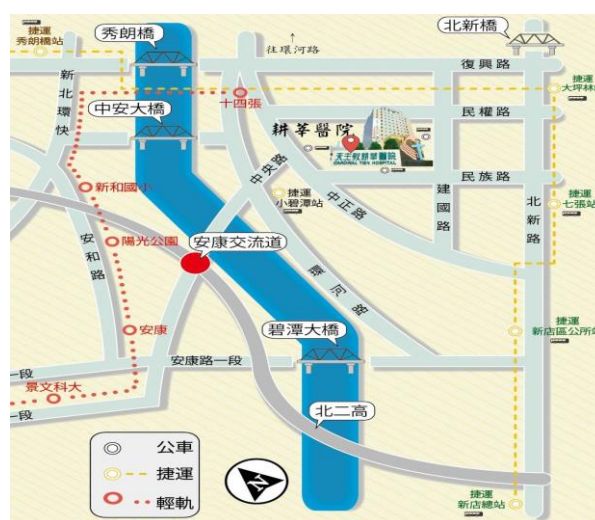 捷運
秀朗橋站
秀朗橋
↑
往環河路
北新橋
復興路
捷運
大坪林站
新北環快
中安大橋
十四張
民權路
耕莘醫院
天主教耕莘醫院
CARDINAL TIEN HOSPITAL
中央路
民族路
新和國小
捷運
小碧潭站
中正路
建國路
北新路
捷運
七張站
安和路
陽光公園
安康交流道
安康
碧潭大橋
捷運
新店區公所站
一段
安康路一段
景文科大
一段
北二高
公車
捷運
輕軌
N
捷運
新店總站